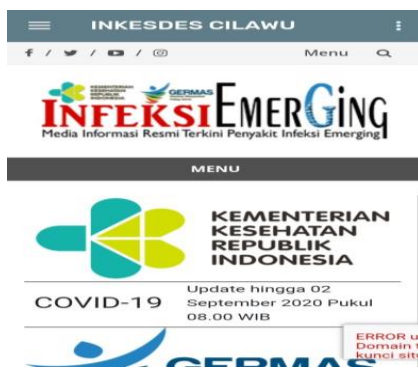 INKESDES CILAWU
f / / / Menu
KEMENTERIAN
KESEHATAN
REPUBLIK
INDONESIA
GERMAS
INFEKSI EMERGING
Media Informasi Resmi Terkini Penyakit Infeksi Emerging
MENU
KEMENTERIAN
KESEHATAN
REPUBLIK
INDONESIA
COVID-19
Update hingga 02
September 2020 Pukul
08.00 WIB
ERROR u
Domain t
kunci situ
GERMAS